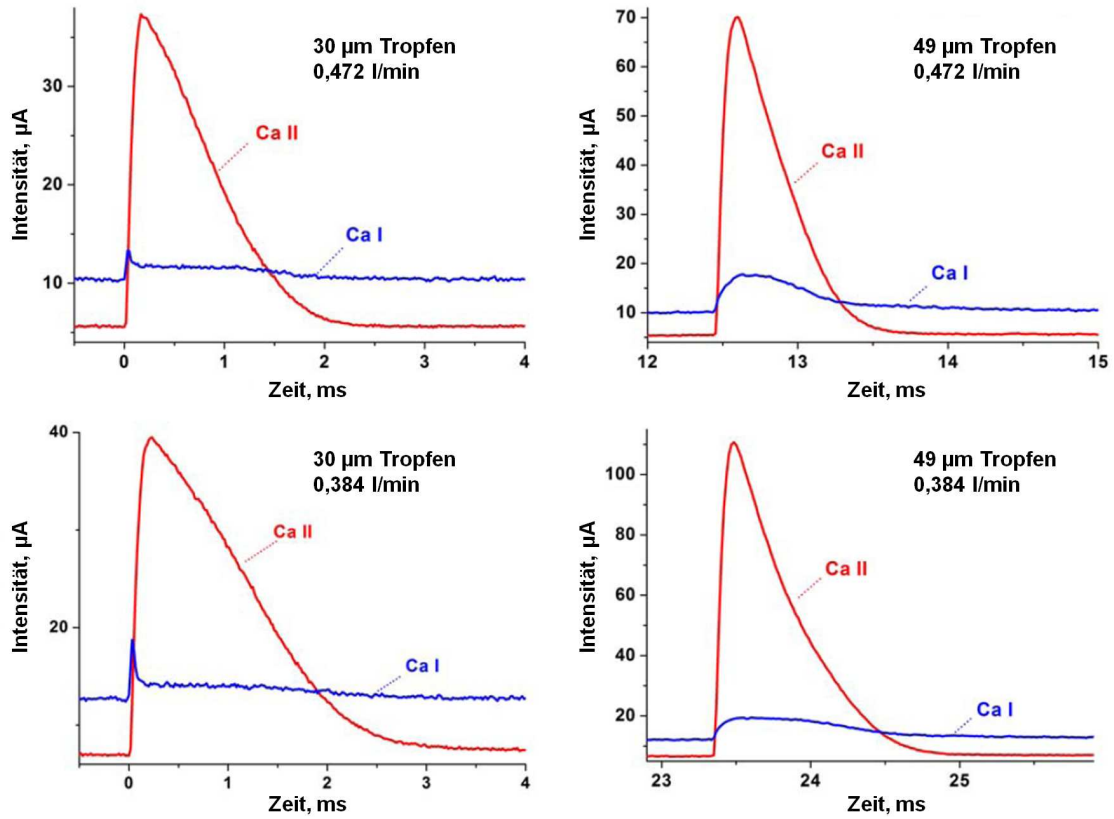 30 µm Tropfen
0,472 l/min
Ca II
Ca I
Intensität, µA
30
20
10
0 1 2 3 4
Zeit, ms
49 µm Tropfen
0,472 l/min
Ca II
Ca I
Intensität, µA
70
60
50
40
30
20
10
12 13 14 15
Zeit, ms
30 µm Tropfen
0,384 l/min
Ca II
Ca I
Intensität, µA
40
20
0 1 2 3 4
Zeit, ms
49 µm Tropfen
0,384 l/min
Ca II
Ca I
Intensität, µA
100
80
60
40
20
23 24 25
Zeit, ms